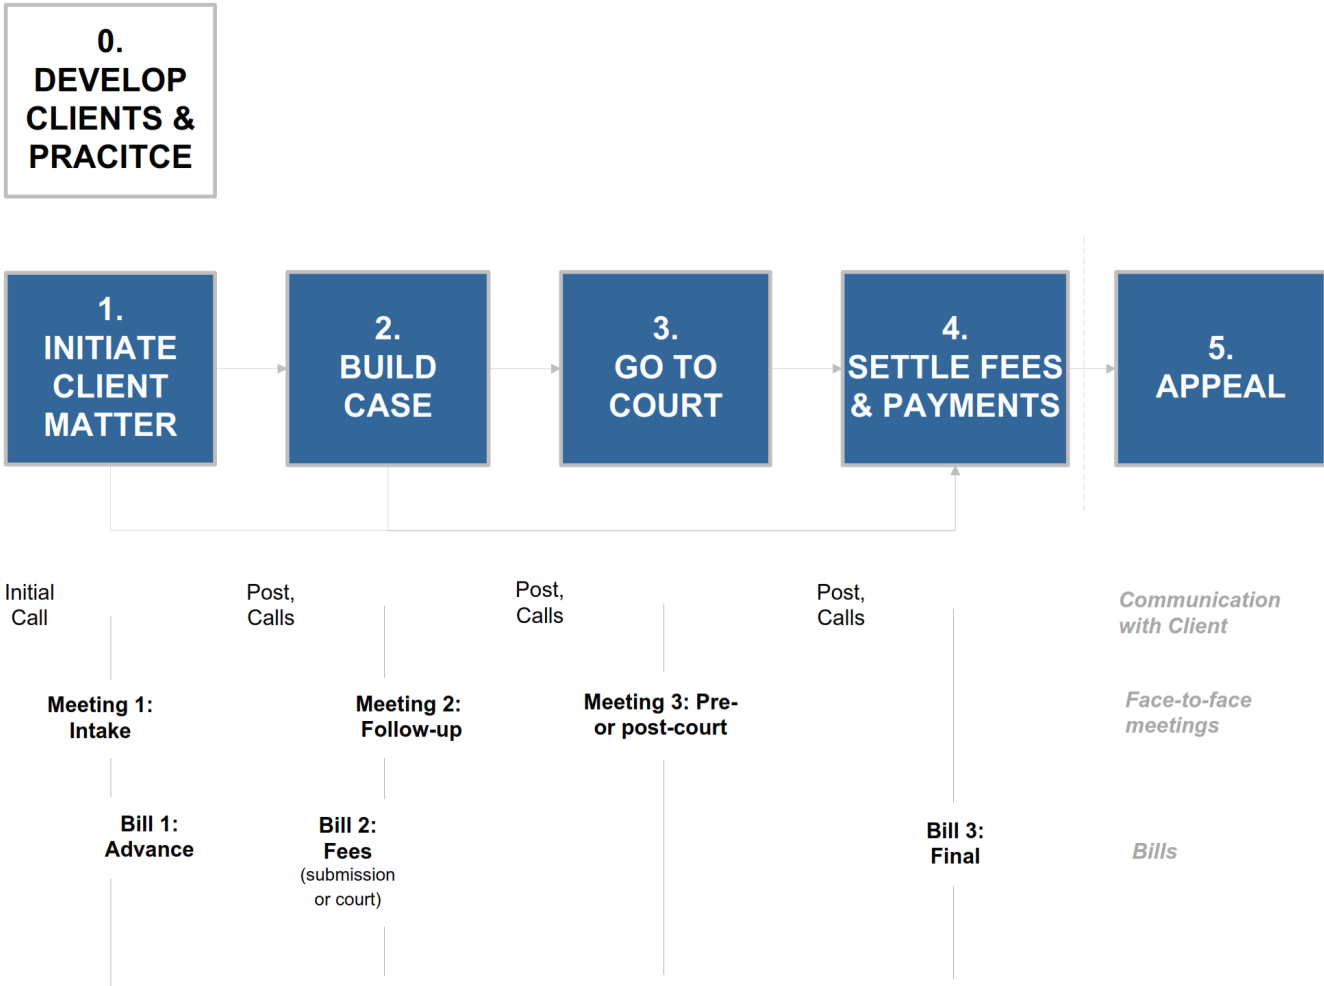 0.
DEVELOP
CLIENTS &
PRACITCE
1.
INITIATE
CLIENT
MATTER
2.
BUILD
CASE
3.
GO TO
COURT
4.
SETTLE FEES
& PAYMENTS
5.
APPEAL
Initial
Call
Post,
Calls
Post,
Calls
Post,
Calls
Communication
with Client
Meeting 1:
Intake
Meeting 2:
Follow-up
Meeting 3: Pre-
or post-court
Face-to-face
meetings
Bill 1:
Advance
Bill 2:
Fees
(submission
or court)
Bill 3:
Final
Bills